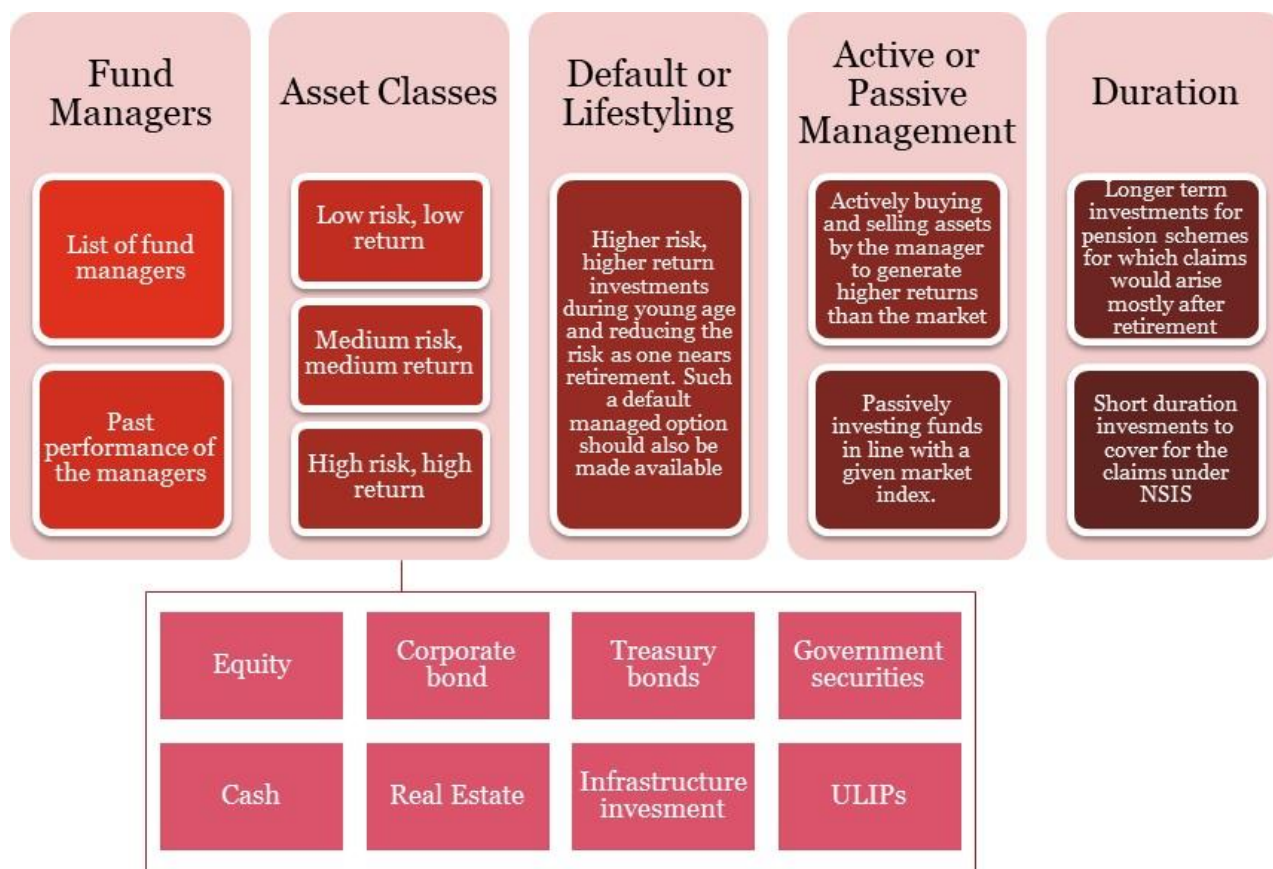 Fund
Managers
List of fund
managers
Past
performance of
the managers
Asset Classes
Low risk, low
return
Medium risk,
medium return
High risk, high
return
Default or
Lifestyling
Higher risk,
higher return
investments
during young age
and reducing the
risk as one nears
retirement. Such
a default
managed option
should also be
made available
Active or
Passive
Management
Actively buying
and selling assets
by the manager
to generate
higher returns
than the market
Passively
investing funds
in line with a
given market
index.
Duration
Longer term
investments for
pension schemes
for which claims
would arise
mostly after
retirement
Short duration
invesments to
cover for the
claims under
NSIS
Equity
Corporate
bond
Treasury
bonds
Government
securities
Cash
Real Estate
Infrastructure
invesment
ULIPs